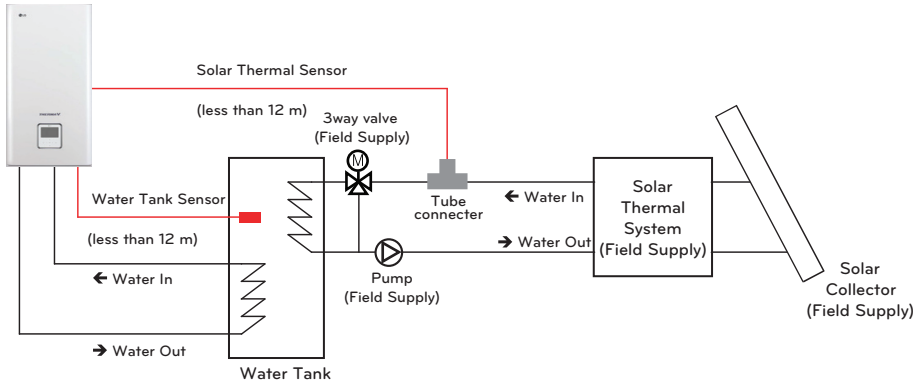 LG
Solar Thermal Sensor
(less than 12 m)
3way valve
(Field Supply)
M
Tube
connecter
← Water In
Solar
Thermal
System
(Field Supply)
Water Tank Sensor
(less than 12 m)
→ Water Out
Pump
(Field Supply)
Solar
Collector
(Field Supply)
← Water In
→ Water Out
Water Tank